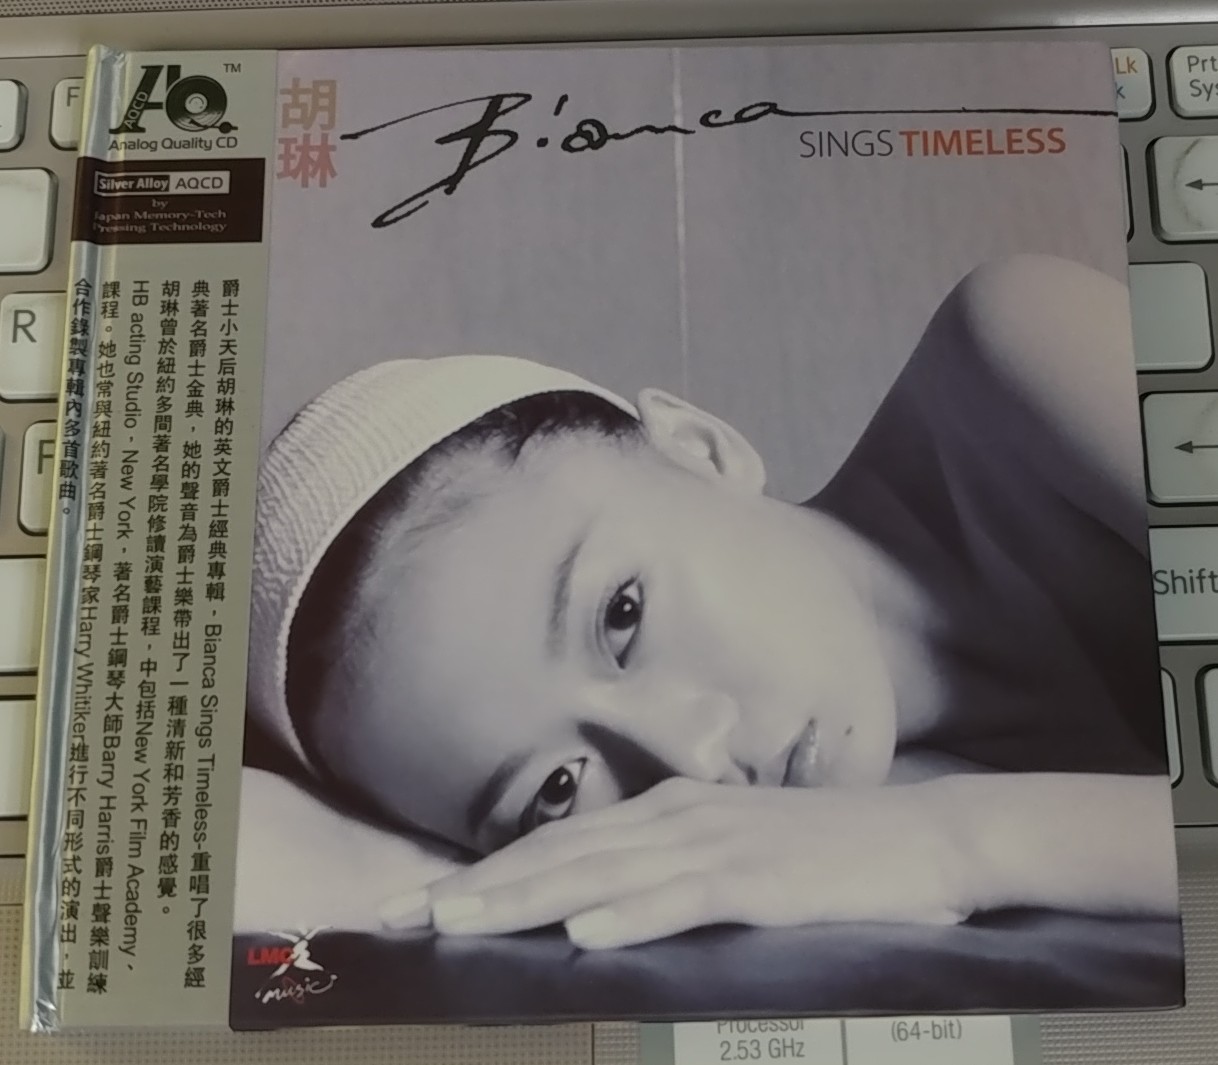 AQCD
TM
Analog Quality CD
Silver Alloy AQCD
by
Japan Memory-Tech
Pressing Technology
爵士小天后胡琳的英文爵士經典專輯，Bianca Sings Timeless-重唱了很多經
典著名爵士金典，她的聲音為爵士樂帶出了一種清新和芳香的感覺。
胡琳曾於紐約多間著名學院修讀演藝課程，中包括New York Film Academy、
HB acting Studio，New York，著名爵士鋼琴大師Barry Harris爵士聲樂訓練
課程。她也常與紐約著名爵士鋼琴家Harry Whitiker進行不同形式的演出，並
合作錄製專輯內多首歌曲。
胡琳
Bianca
SINGS TIMELESS
LMC
music
Lk
k
Prt
Sys
F
R
F
Shift
Processor
2.53 GHz
(64-bit)